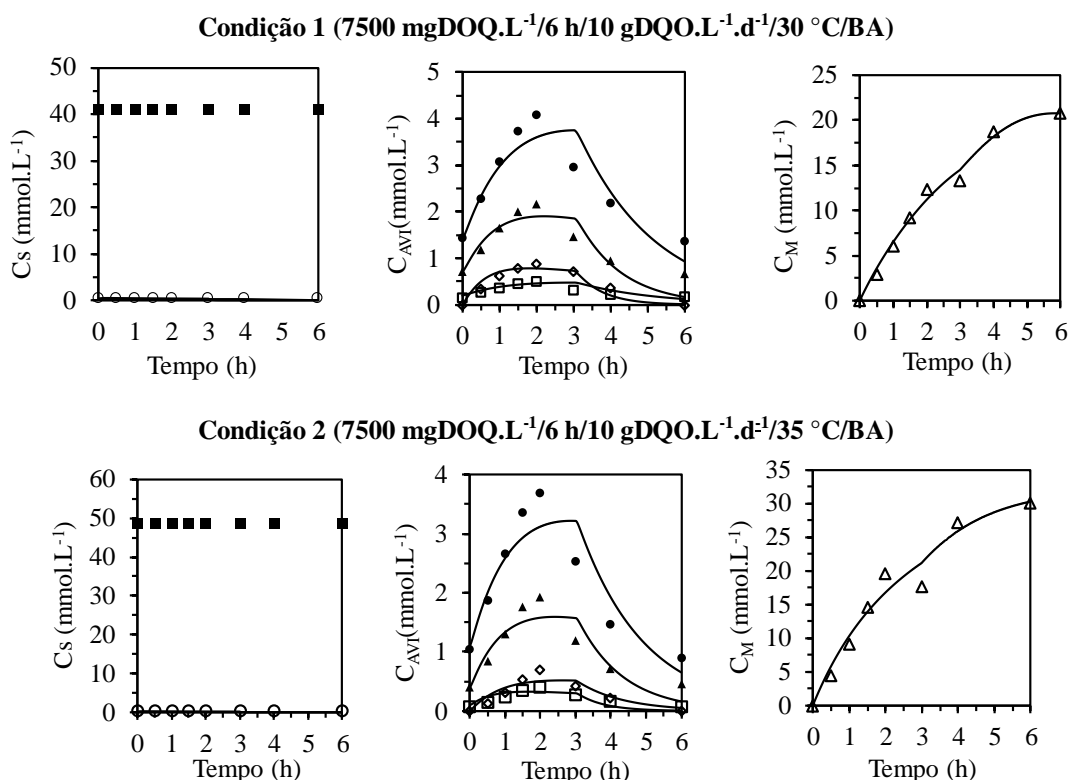 Condição 1 (7500 mgDOQ.L⁻¹/6 h/10 gDQO.L⁻¹.d⁻¹/30 °C/BA)
Cs (mmol.L⁻¹)
50
40
30
20
10
0
0 1 2 3 4 5 6
Tempo (h)
C_AVI(mmol.L⁻¹)
5
4
3
2
1
0
0 1 2 3 4 5 6
Tempo (h)
C_M (mmol.L⁻¹)
25
20
15
10
5
0
0 1 2 3 4 5 6
Tempo (h)
Condição 2 (7500 mgDOQ.L⁻¹/6 h/10 gDQO.L⁻¹.d⁻¹/35 °C/BA)
Cs (mmol.L⁻¹)
60
50
40
30
20
10
0
0 1 2 3 4 5 6
Tempo (h)
C_AVI(mmol.L⁻¹)
4
3
2
1
0
0 1 2 3 4 5 6
Tempo (h)
C_M (mmol.L⁻¹)
35
30
25
20
15
10
5
0
0 1 2 3 4 5 6
Tempo (h)